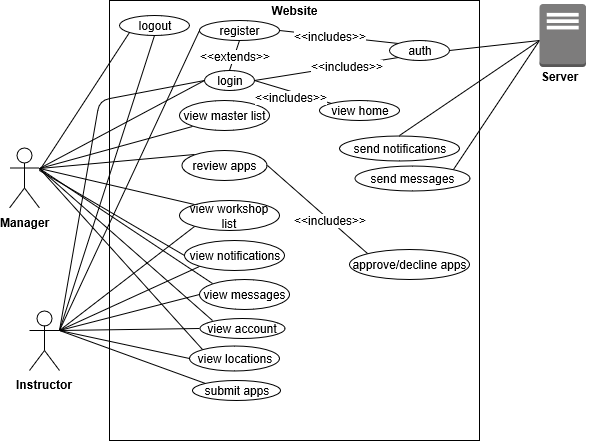 Website
logout
register
<<includes>>
auth
<<extends>>
<<includes>>
login
Server
<<includes>>
view home
view master list
send notifications
review apps
send messages
Manager
view workshop
list
<<includes>>
view notifications
approve/decline apps
view messages
view account
view locations
Instructor
submit apps